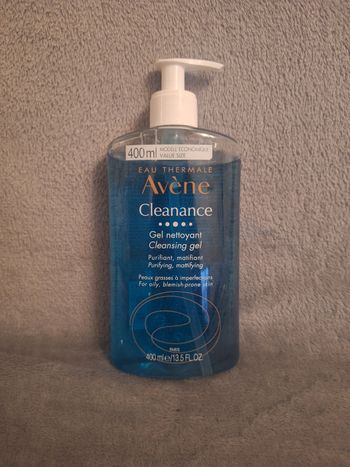 400ml MODÈLE ÉCONOMIQUE
VALUE SIZE
EAU THERMALE
Avène
Cleanance
Gel nettoyant
Cleansing gel
Purifiant, matifiant
Purifying, mattifying
Peaux grasses à imperfections
For oily, blemish-prone skin
PARIS
400 ml e/13.5 FL.OZ.